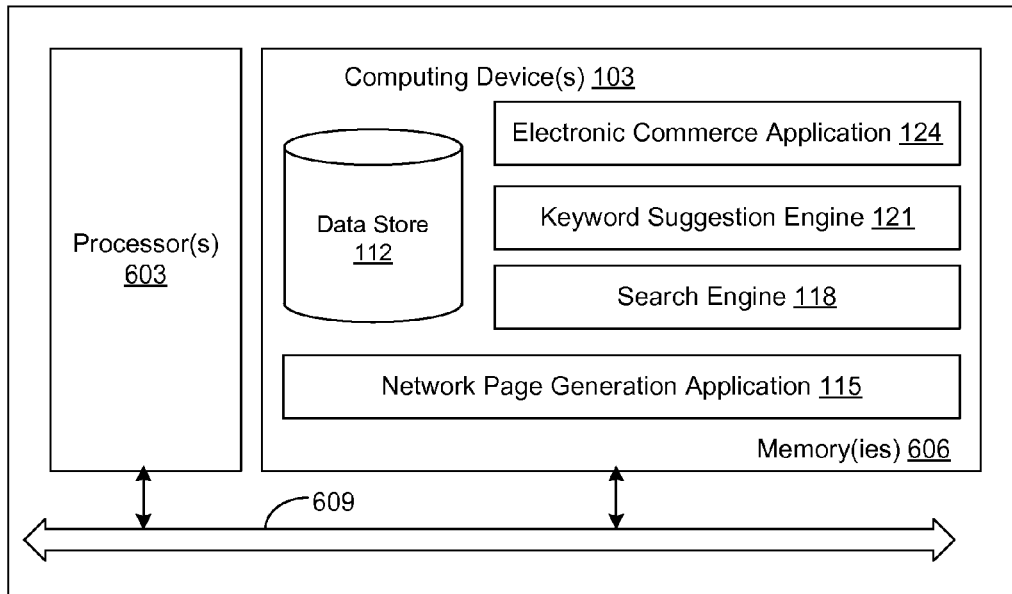 Computing Device(s) 103
Electronic Commerce Application 124
Keyword Suggestion Engine 121
Data Store
112
Processor(s)
603
Search Engine 118
Network Page Generation Application 115
Memory(ies) 606
609